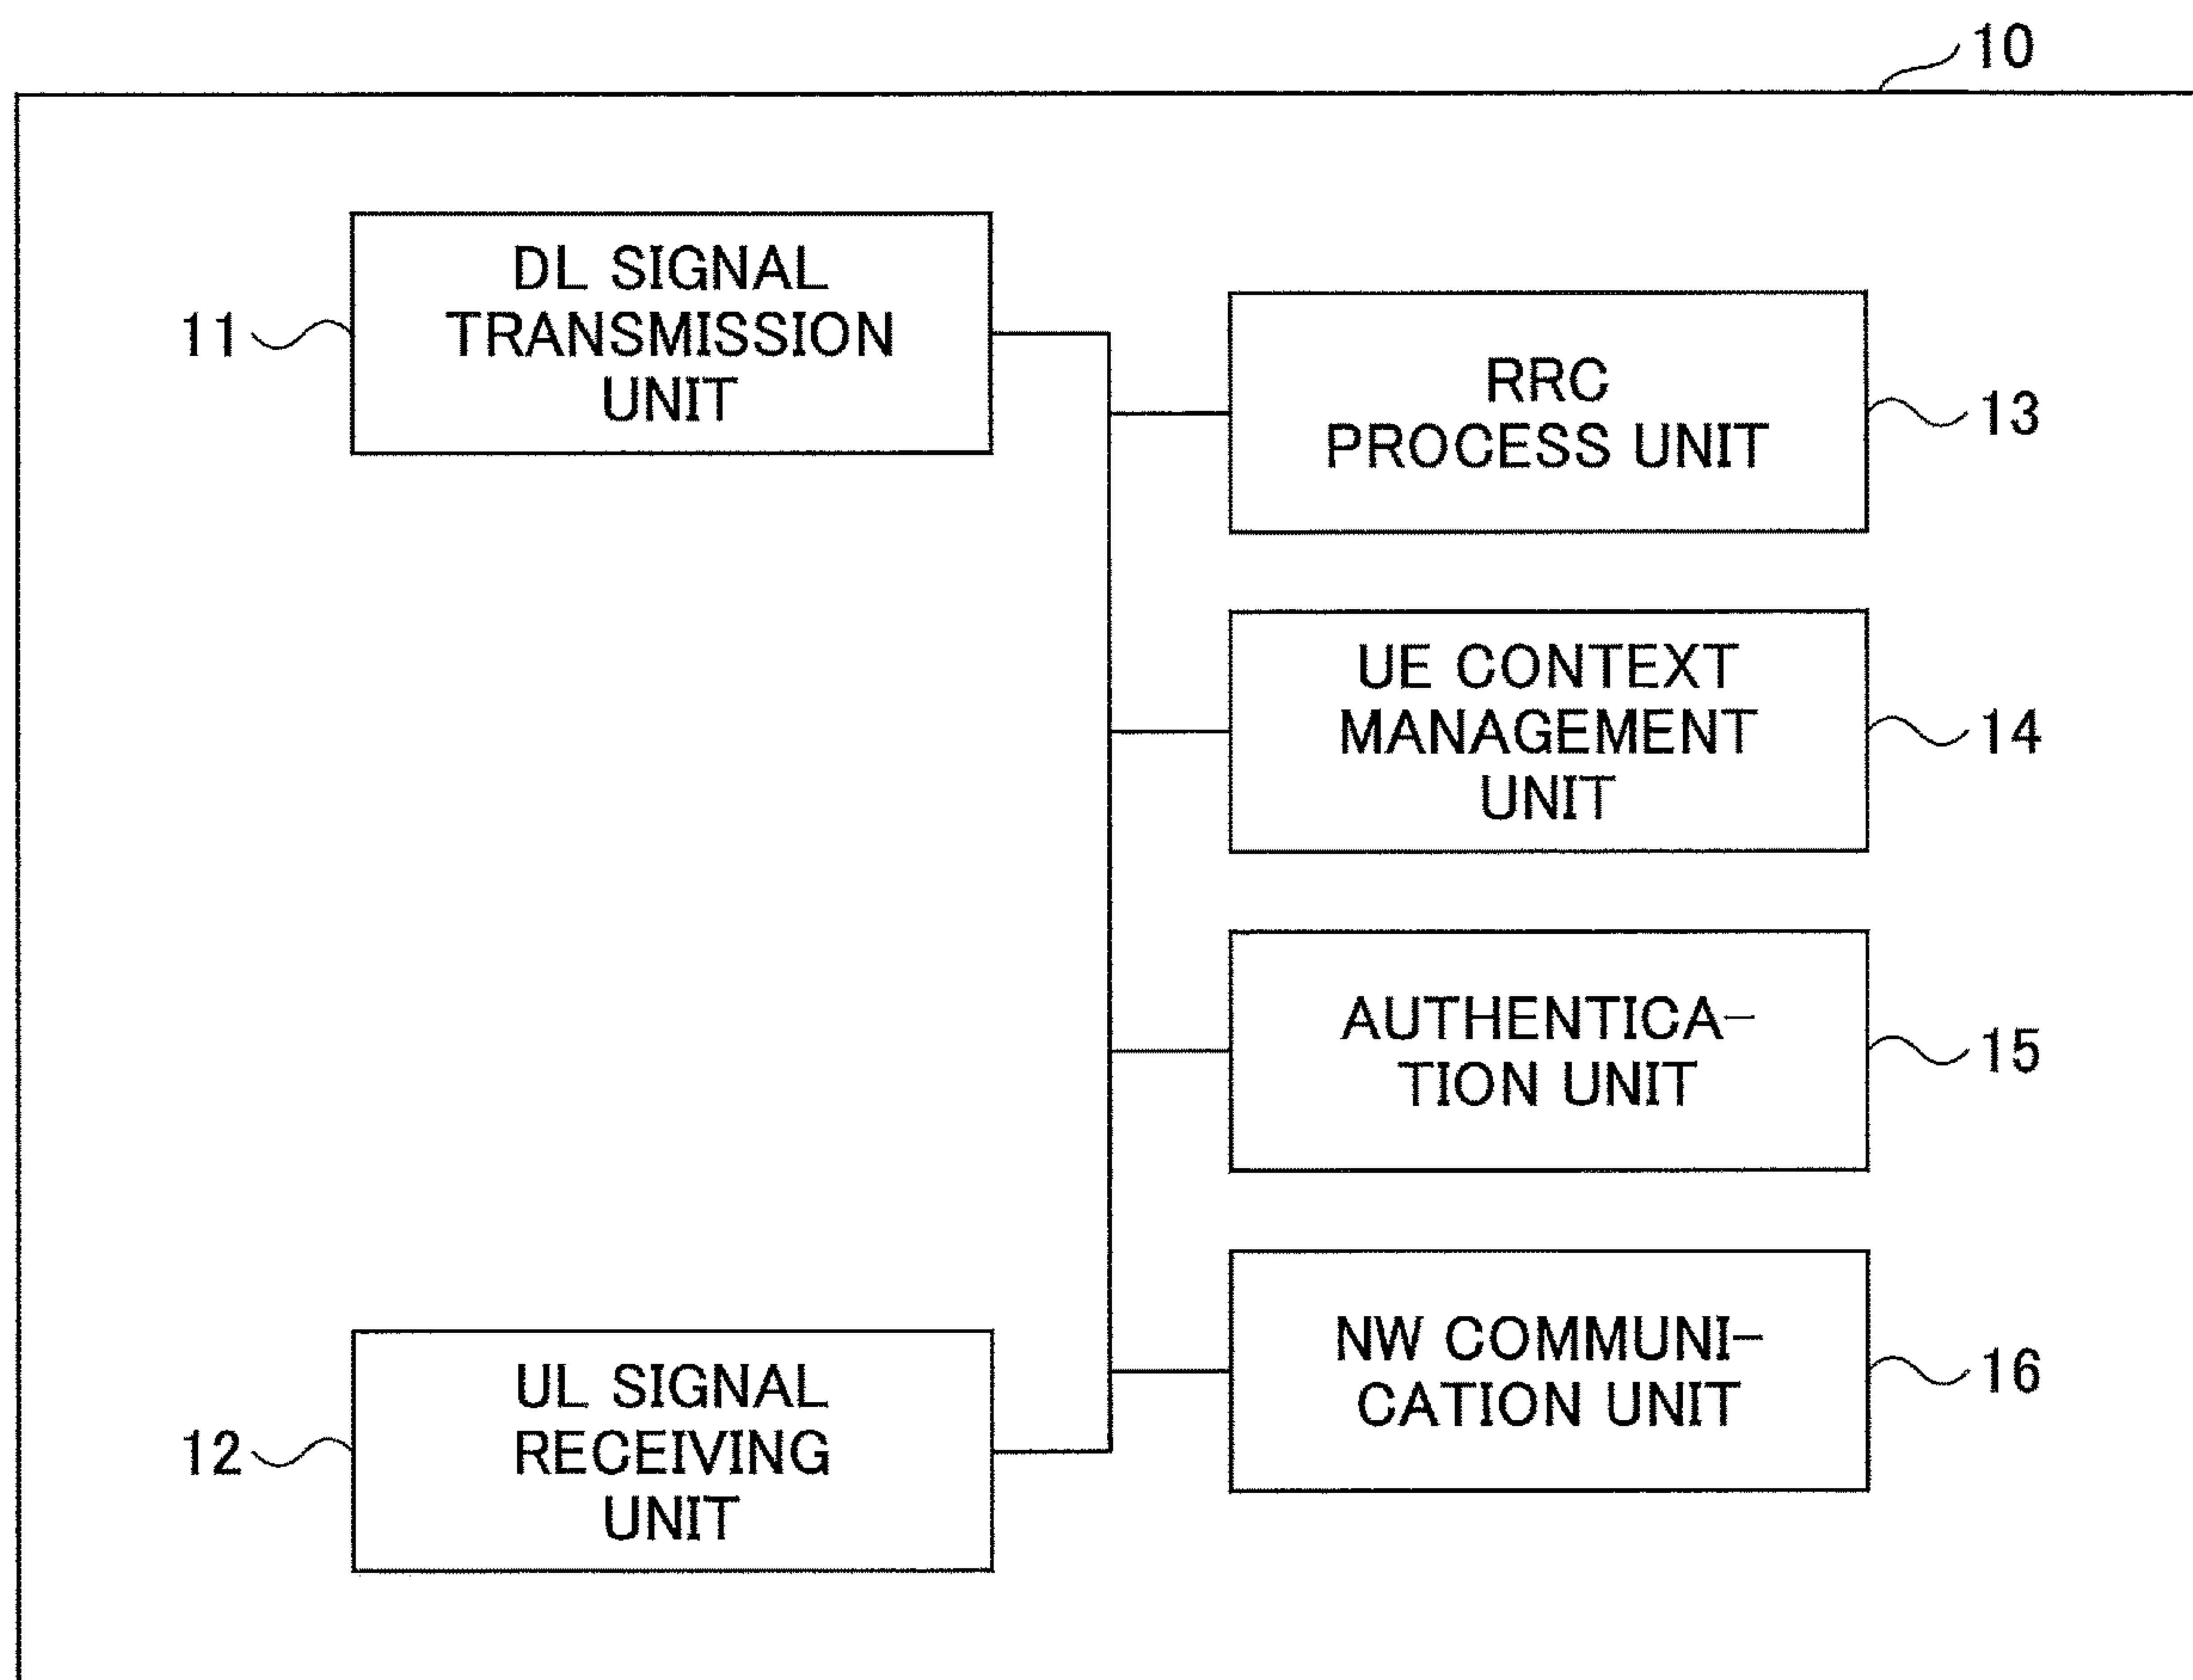 10
DL SIGNAL
TRANSMISSION
UNIT
11
RRC
PROCESS UNIT
13
UE CONTEXT
MANAGEMENT
UNIT
14
AUTHENTICA-
TION UNIT
15
NW COMMUNI-
CATION UNIT
16
UL SIGNAL
RECEIVING
UNIT
12